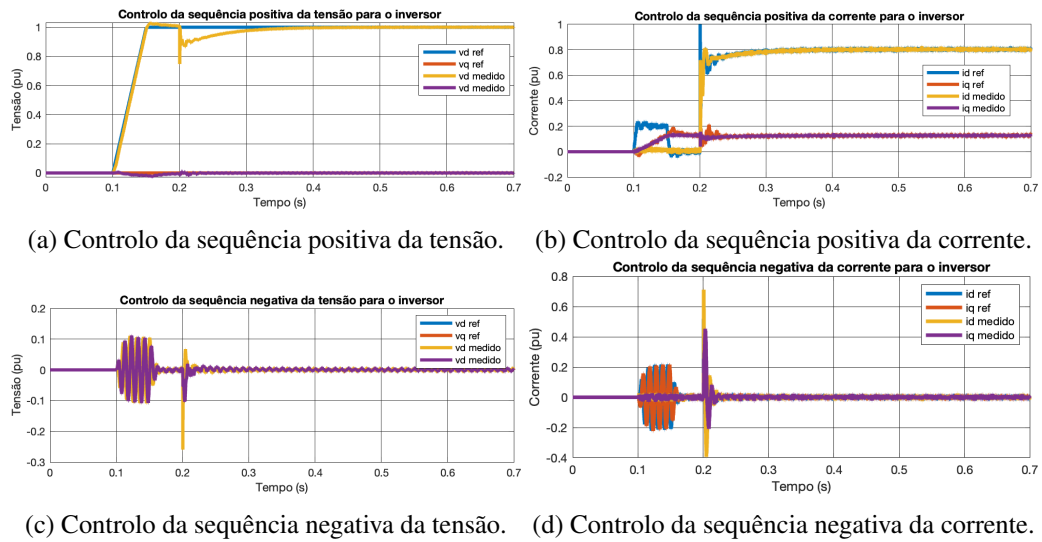 Controlo da sequência positiva da tensão para o inversor
Tensão (pu)
1
0.8
0.6
0.4
0.2
0
vd ref
vq ref
vd medido
vd medido
0 0.1 0.2 0.3 0.4 0.5 0.6 0.7
Tempo (s)
(a) Controlo da sequência positiva da tensão.
Controlo da sequência positiva da corrente para o inversor
Corrente (pu)
1
0.8
0.6
0.4
0.2
0
-0.2
id ref
iq ref
id medido
iq medido
0 0.1 0.2 0.3 0.4 0.5 0.6 0.7
Tempo (s)
(b) Controlo da sequência positiva da corrente.
Controlo da sequência negativa da tensão para o inversor
Tensão (pu)
0.2
0.1
0
-0.1
-0.2
-0.3
vd ref
vq ref
vd medido
vd medido
0 0.1 0.2 0.3 0.4 0.5 0.6 0.7
Tempo (s)
(c) Controlo da sequência negativa da tensão.
Controlo da sequência negativa da corrente para o inversor
Corrente (pu)
0.8
0.6
0.4
0.2
0
-0.2
-0.4
id ref
iq ref
id medido
iq medido
0 0.1 0.2 0.3 0.4 0.5 0.6 0.7
Tempo (s)
(d) Controlo da sequência negativa da corrente.